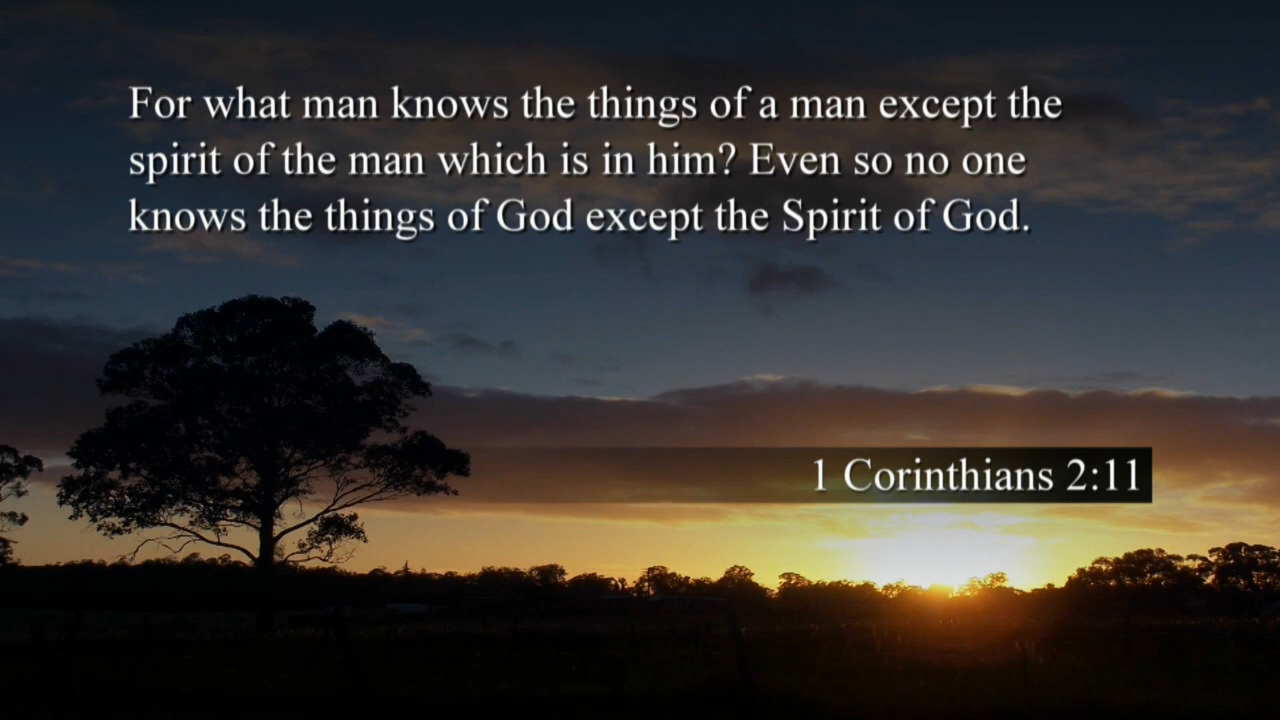 For what man knows the things of a man except the
spirit of the man which is in him? Even so no one
knows the things of God except the Spirit of God.
1 Corinthians 2:11